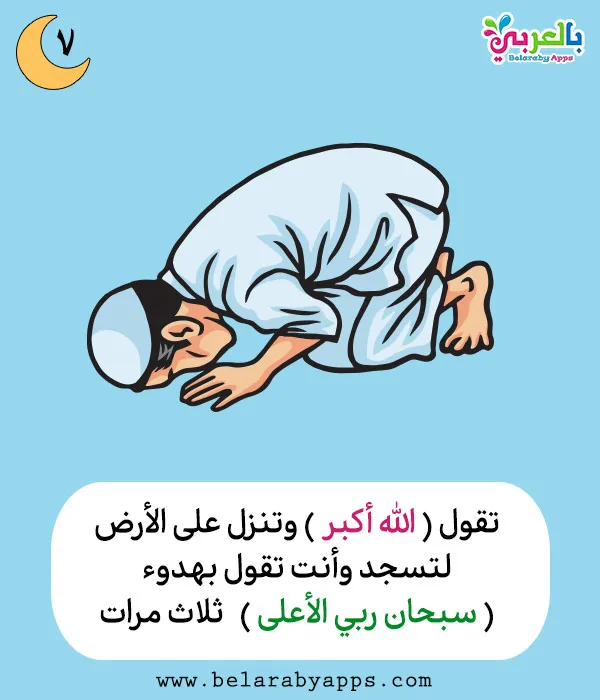 ٧
بالعربي
Belaraby Apps
تقول ( الله أكبر ) وتنزل على الأرض
لتسجد وأنت تقول بهدوء
( سبحان ربي الأعلى ) ثلاث مرات
www.belarabyapps.com